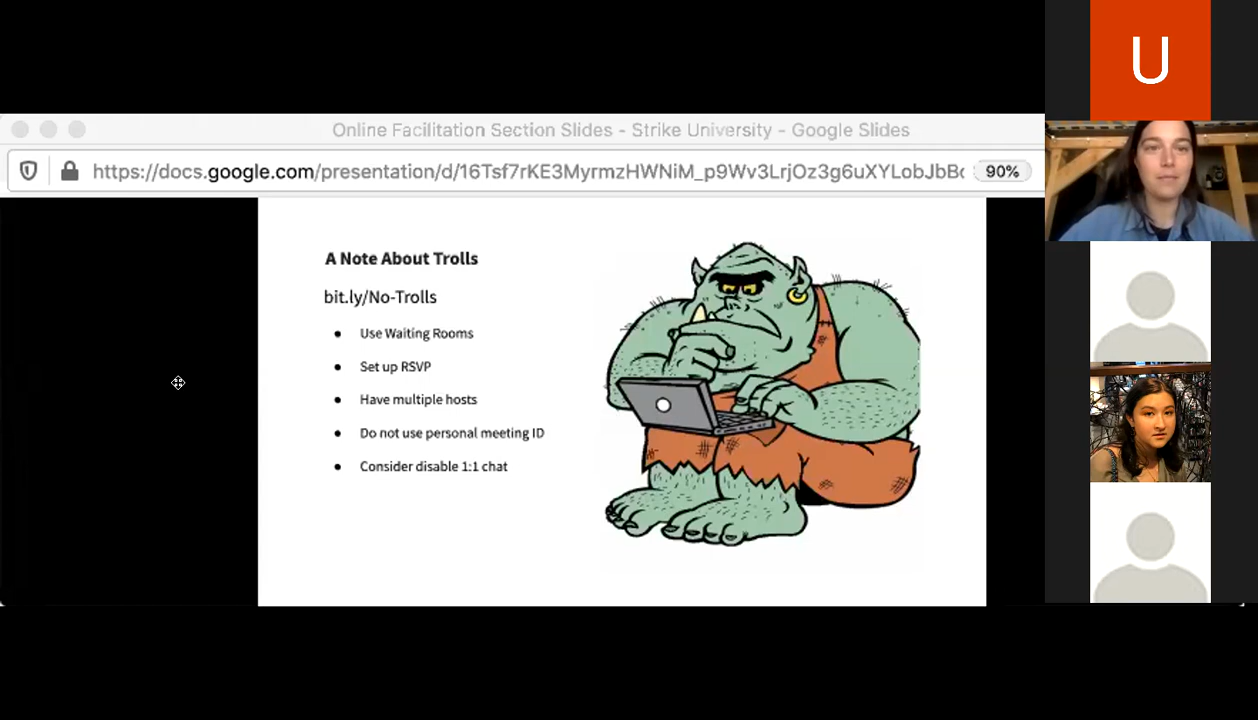 U
Online Facilitation Section Slides - Strike University - Google Slides
https://docs.google.com/presentation/d/16Tsf7rKE3MyrmzHWNiM_p9Wv3LrjOz3g6uXYLobJbBc
90%
A Note About Trolls
bit.ly/No-Trolls
● Use Waiting Rooms
● Set up RSVP
● Have multiple hosts
● Do not use personal meeting ID
● Consider disable 1:1 chat